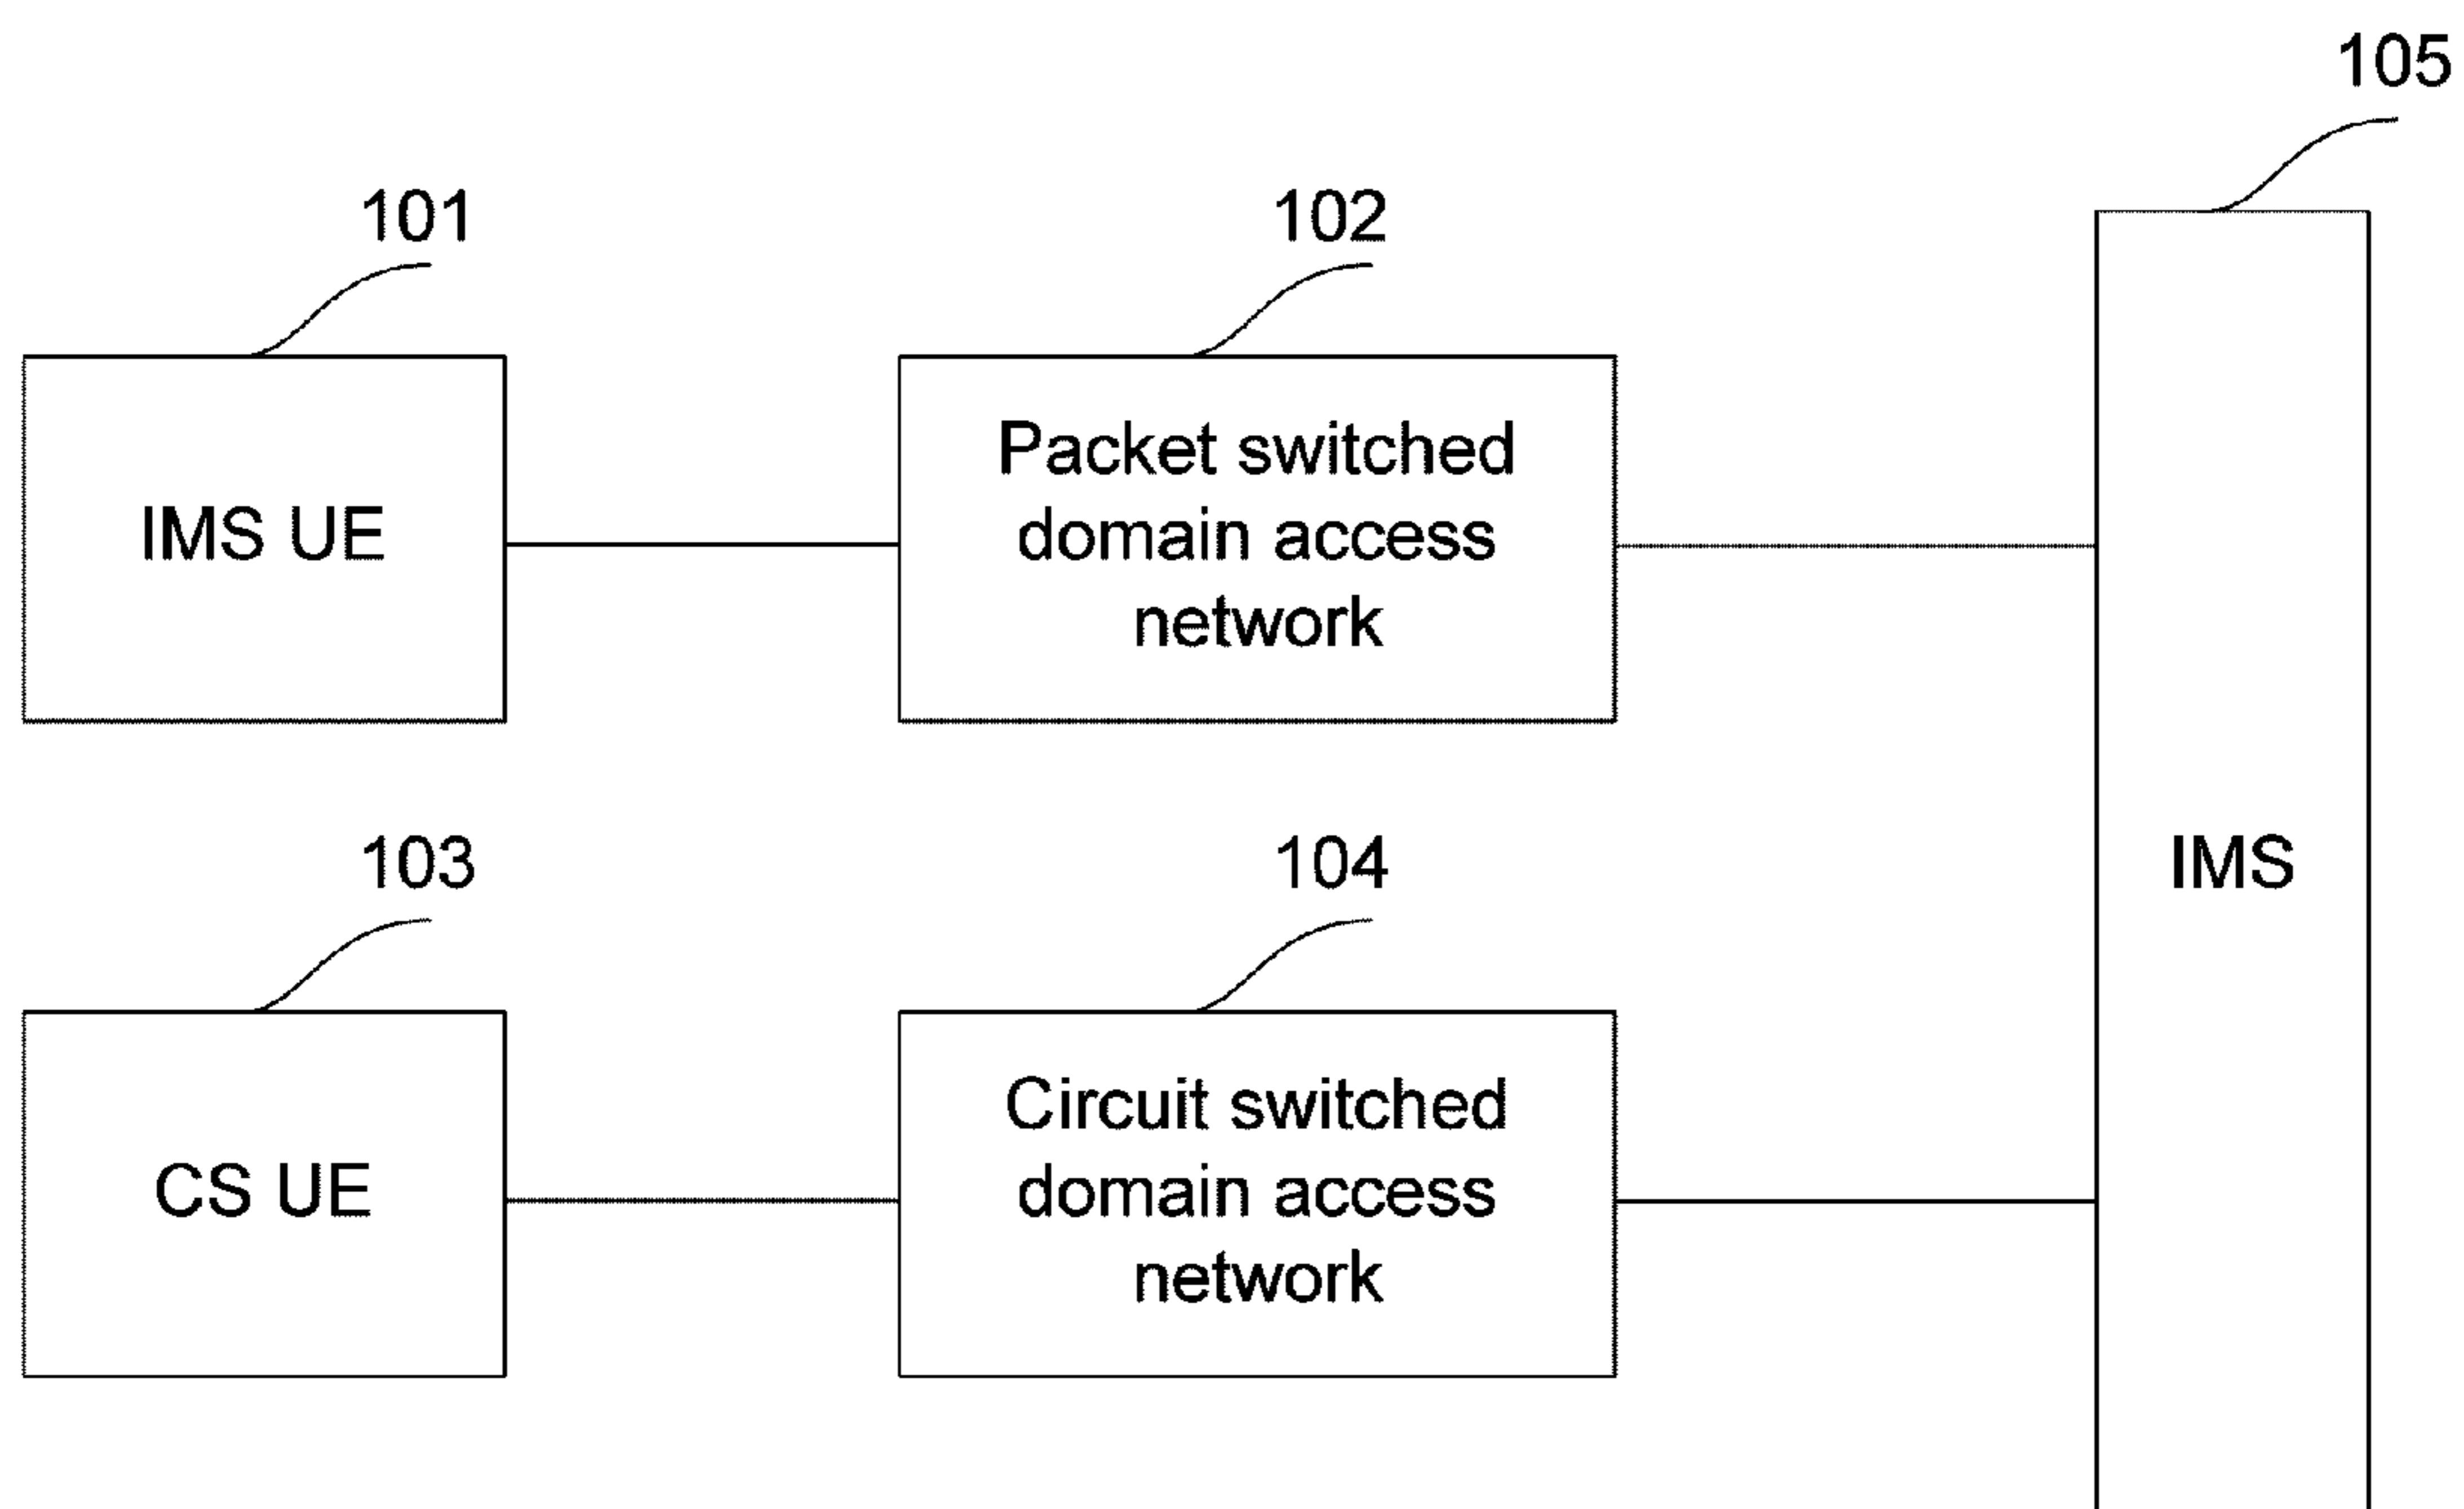 105
101
102
IMS UE
Packet switched
domain access
network
103
104
IMS
CS UE
Circuit switched
domain access
network